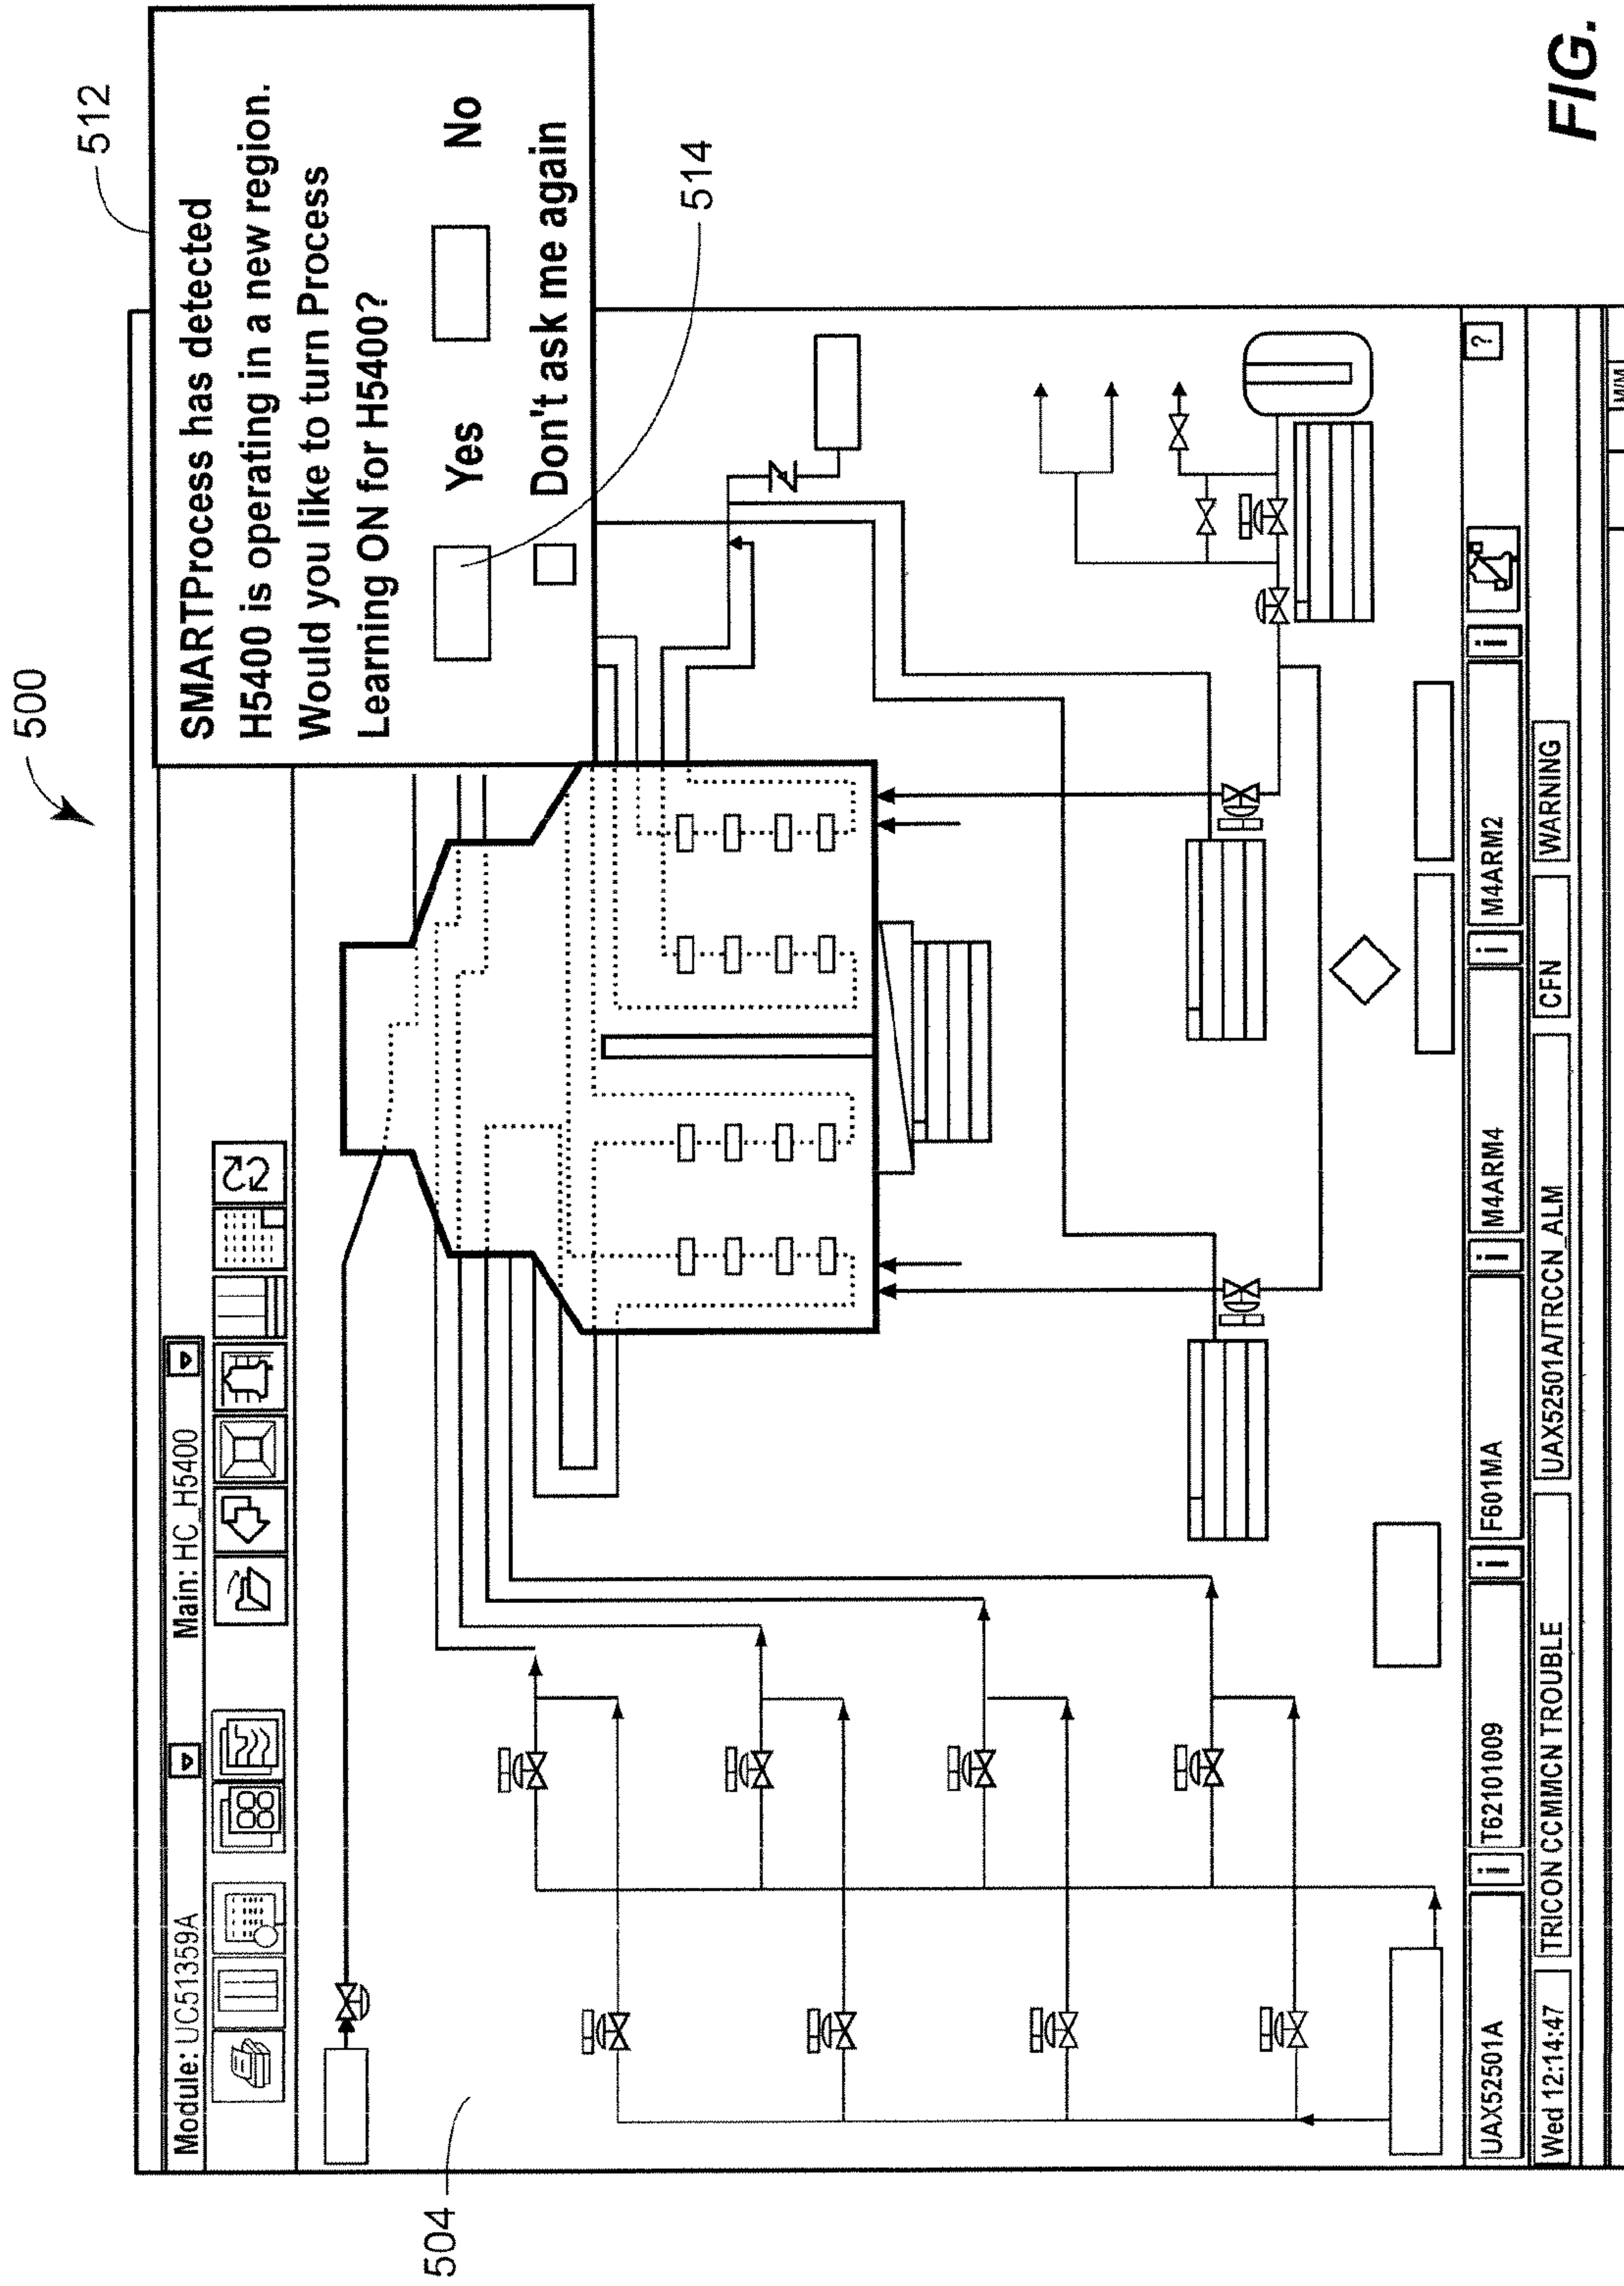 500
512
SMARTProcess has detected
H5400 is operating in a new region.
Would you like to turn Process
Learning ON for H5400?
Yes
No
Don't ask me again
514
Module: UC51359A
Main: HC_H5400
504
?
UAX52501A
i
T62101009
i
F601MA
i
M4ARM4
i
M4ARM2
i
Wed 12:14:47
TRICON CCMMCN TROUBLE
UAX52501A/TRCCN_ALM
CFN
WARNING
FIG.